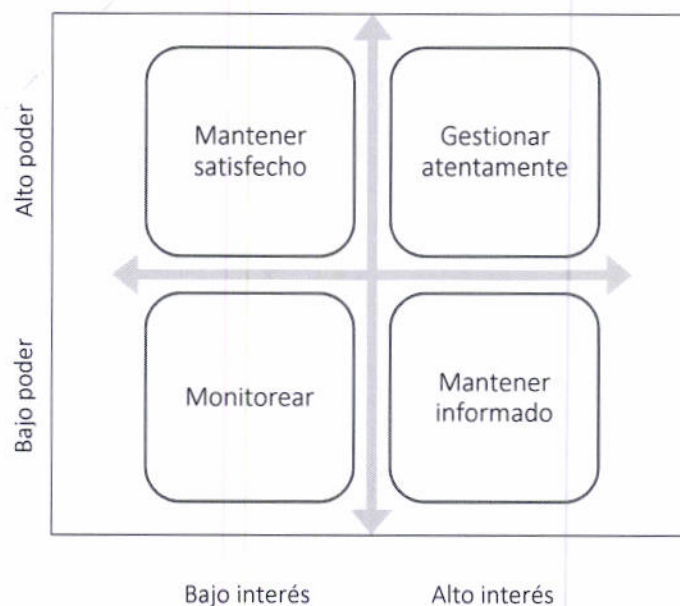 Alto poder
Mantener
satisfecho
Gestionar
atentamente
Bajo poder
Monitorear
Mantener
informado
Bajo interés
Alto interés